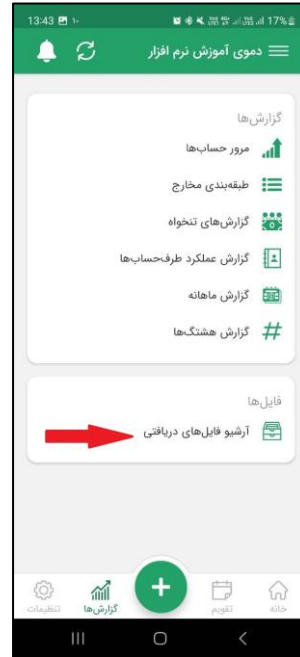 13:43
17%
دموی آموزش نرم افزار
گزارش‌ها
مرور حساب‌ها
طبقه‌بندی مخارج
گزارش‌های تنخواه
گزارش عملکرد طرف‌حساب‌ها
گزارش ماهانه
گزارش هشتگ‌ها
فایل‌ها
آرشیو فایل‌های دریافتی
خانه
تقویم
گزارش‌ها
تنظیمات